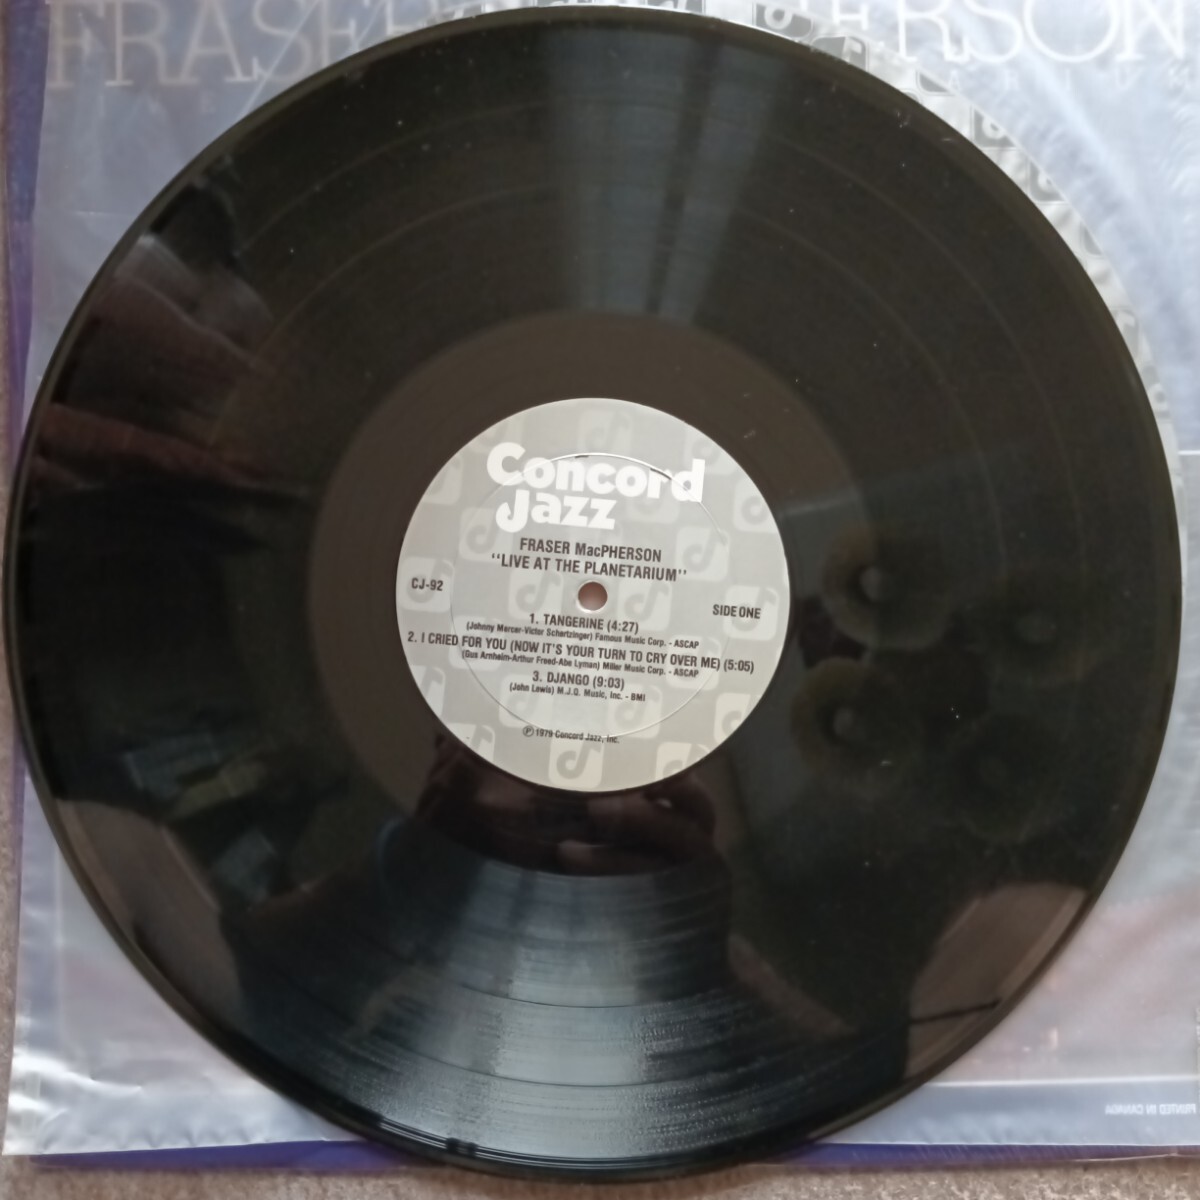 FRASER
ERSON
Concord
Jazz
FRASER MacPHERSON
"LIVE AT THE PLANETARIUM"
CJ-92
SIDE ONE
1. TANGERINE (4:27)
(Johnny Mercer-Victor Schertzinger) Famous Music Corp. - ASCAP
2. I CRIED FOR YOU (NOW IT'S YOUR TURN TO CRY OVER ME) (5:05)
(Gus Arnheim-Arthur Freed-Abe Lyman) Miller Music Corp. - ASCAP
3. DJANGO (9:03)
(John Lewis) M.J.Q. Music, Inc. - BMI
Ⓟ 1979 Concord Jazz, Inc.
PRINTED IN CANADA